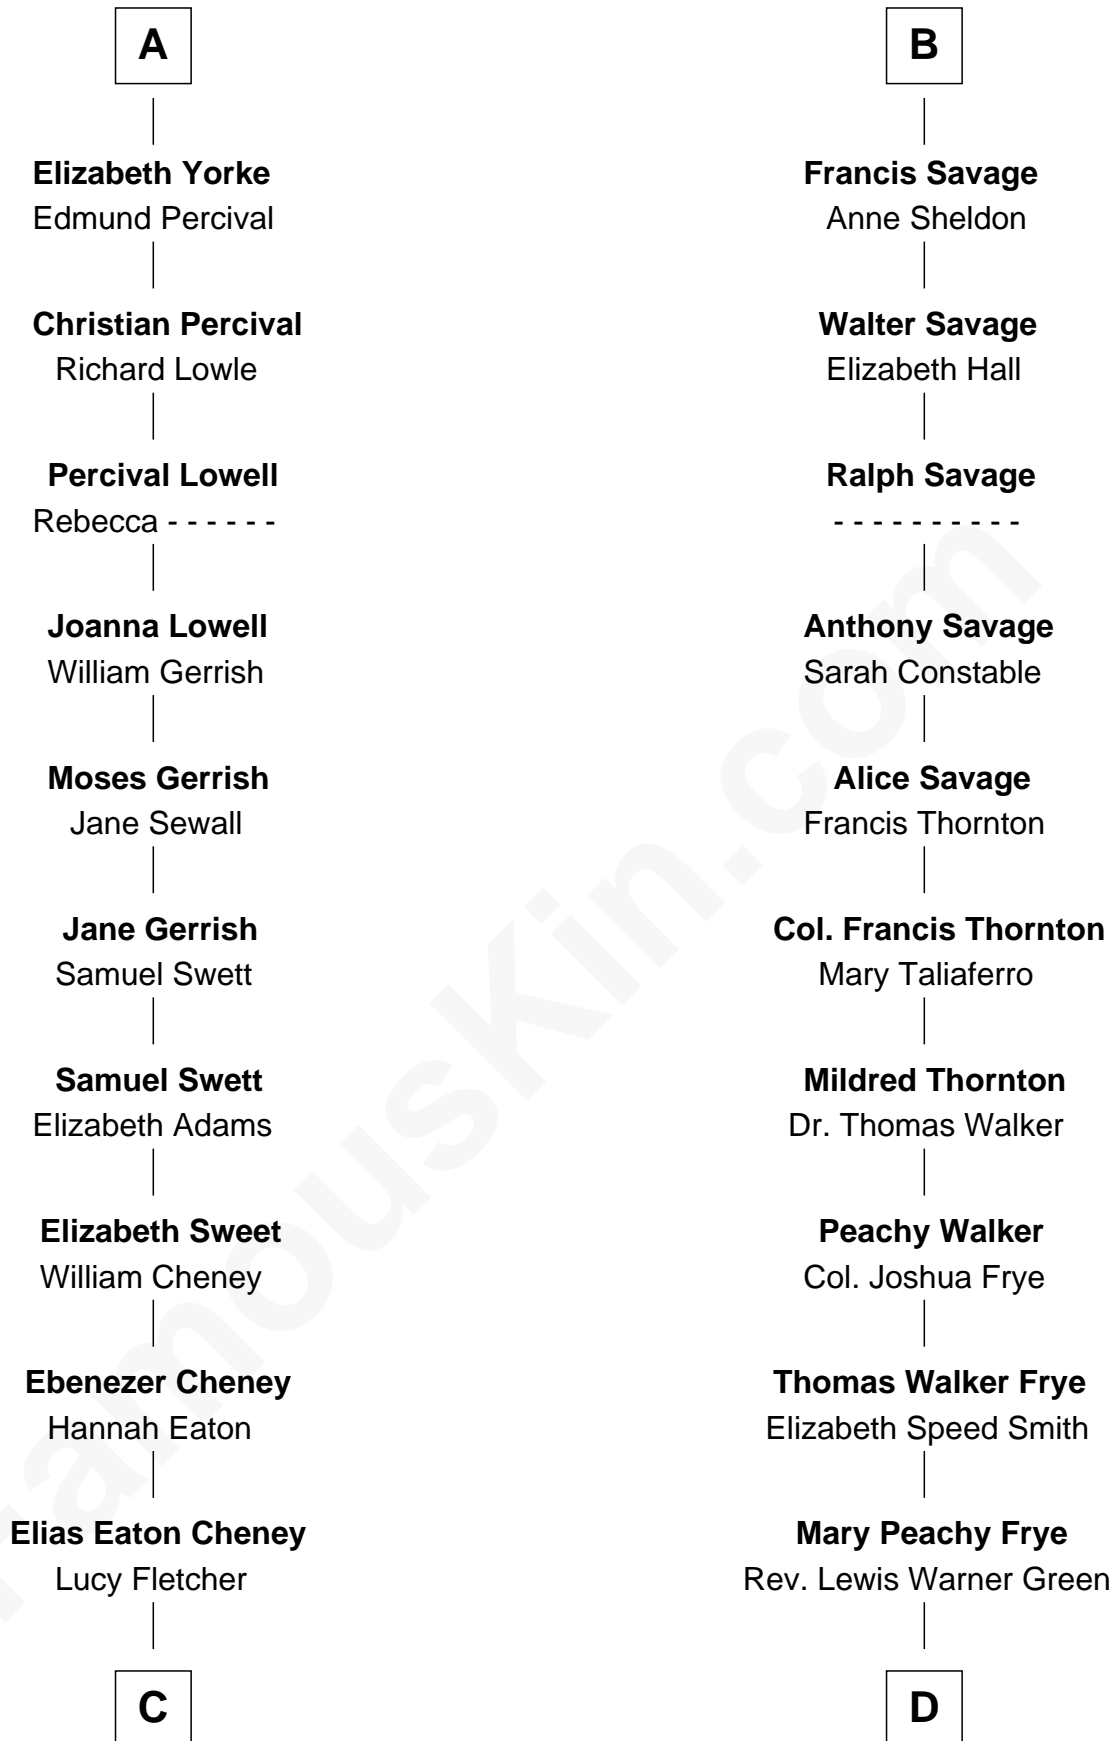 A
Elizabeth Yorke
Edmund Percival
Christian Percival
Richard Lowle
Percival Lowell
Rebecca - - - - - -
Joanna Lowell
William Gerrish
Moses Gerrish
Jane Sewall
Jane Gerrish
Samuel Swett
Samuel Swett
Elizabeth Adams
Elizabeth Sweet
William Cheney
Ebenezer Cheney
Hannah Eaton
Elias Eaton Cheney
Lucy Fletcher
C
B
Francis Savage
Anne Sheldon
Walter Savage
Elizabeth Hall
Ralph Savage
- - - - - - - - - -
Anthony Savage
Sarah Constable
Alice Savage
Francis Thornton
Col. Francis Thornton
Mary Taliaferro
Mildred Thornton
Dr. Thomas Walker
Peachy Walker
Col. Joshua Frye
Thomas Walker Frye
Elizabeth Speed Smith
Mary Peachy Frye
Rev. Lewis Warner Green
D
FamousKin.com